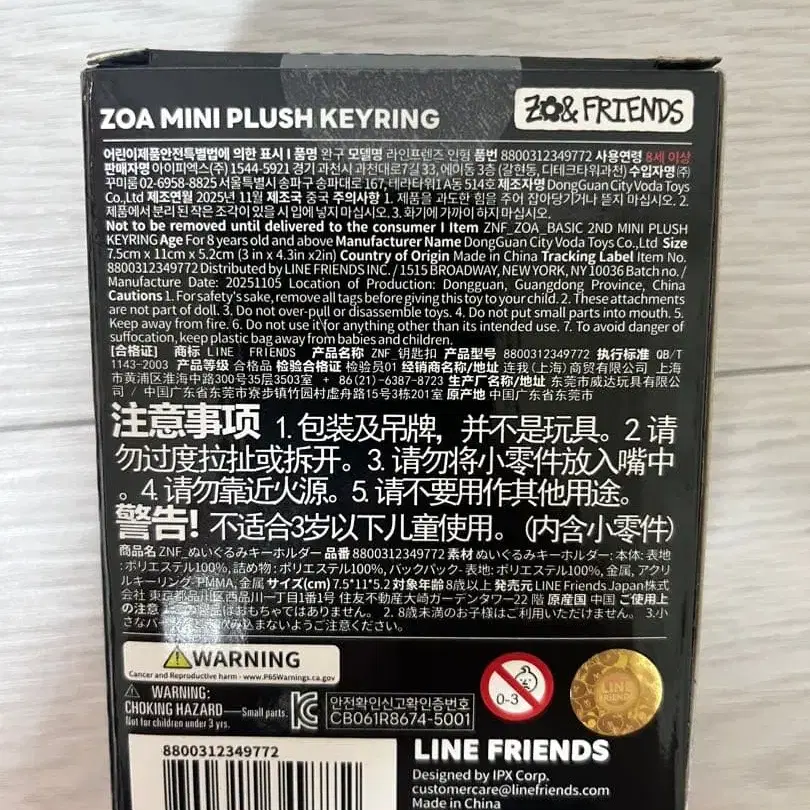 ZOA MINI PLUSH KEYRING
ZO& FRIENDS
어린이제품안전특별법에 의한 표시 I 품명 완구 모델명 라인프렌즈 인형 품번 8800312349772 사용연령 8세 이상
판매자명 아이피엑스(주) 1544-5921 경기 과천시 과천대로7길 33, 에이동 3층 (갈현동, 디테크타워과천) 수입자명 (주)
꾸미룸 02-6958-8825 서울특별시 송파구 송파대로 167, 테라타워1 A동 514호 제조자명 DongGuan City Voda Toys
Co.,Ltd 제조연월 2025년 11월 제조국 중국 주의사항 1. 제품을 과도한 힘을 주어 잡아당기거나 뜯지 마십시오. 2.
제품에서 분리 된 작은 조각이 있을 시 입에 넣지 마십시오. 3. 화기에 가까이 하지 마십시오.
Not to be removed until delivered to the consumer I Item ZNF_ZOA_BASIC 2ND MINI PLUSH
KEYRING Age For 8 years old and above Manufacturer Name DongGuan City Voda Toys Co.,Ltd Size
7.5cm x 11cm x 5.2cm (3 in x 4.3in x2in) Country of Origin Made in China Tracking Label Item No.
8800312349772 Distributed by LINE FRIENDS INC. / 1515 BROADWAY, NEW YORK, NY 10036 Batch no. /
Manufacture Date: 20251105 Location of Production: Dongguan, Guangdong Province, China
Cautions 1. For safety's sake, remove all tags before giving this toy to your child. 2. These attachments
are not part of doll. 3. Do not over-pull or disassemble toys. 4. Do not put small parts into mouth. 5.
Keep away from fire. 6. Do not use it for anything other than its intended use. 7. To avoid danger of
suffocation, keep plastic bag away from babies and children.
[合格证] 商标 LINE FRIENDS 产品名称 ZNF_钥匙扣 产品型号 8800312349772 执行标准 QB/T
1143-2003 产品等级 合格品 检验合格证 检验员01 经销商名称/地址 连我(上海)商贸有限公司 上海
市黄浦区淮海中路300号35层3503室 + 86(21)-6387-8723 生产厂名称/地址 东莞市威达玩具有限公
司 / 中国广东省东莞市寮步镇竹园村虚舟路15号3栋201室 原产地 中国广东省东莞市
注意事项 1. 包装及吊牌，并不是玩具。2. 请
勿过度拉扯或拆开。3. 请勿将小零件放入嘴中
。4. 请勿靠近火源。5. 请不要用作其他用途。
警告! 不适合3岁以下儿童使用。(内含小零件)
商品名 ZNF_ぬいぐるみキーホルダー 品番 8800312349772 素材 ぬいぐるみキーホルダー: 本体: 表地
: ポリエステル100%, 詰め物: ポリエステル100%, バックパック- 表地: ポリエステル100%, 金属, アクリ
ルキーリング- PMMA, 金属 サイズ(cm) 7.5*11*5.2 対象年齢 8歳以上 発売元 LINE Friends Japan株式
会社 東京都品川区西品川一丁目1番1号 住友不動産大崎ガーデンタワー22 階 原産国 中国 ご使用上
の注意 はおもちゃではありません。 2. 8歳未満のお子様はご利用いただけません。 3.小
さな 込まないようご注意ください。
WARNING
Cancer and Reproductive harm - www.P65Warnings.ca.gov
WARNING:
CHOKING HAZARD—Small parts.
Not for children under 3 yrs.
안전확인신고확인증번호
CB061R8674-5001
0-3
LINE
FRIENDS
8800312349772
LINE FRIENDS
Designed by IPX Corp.
customercare@linefriends.com
Made in China